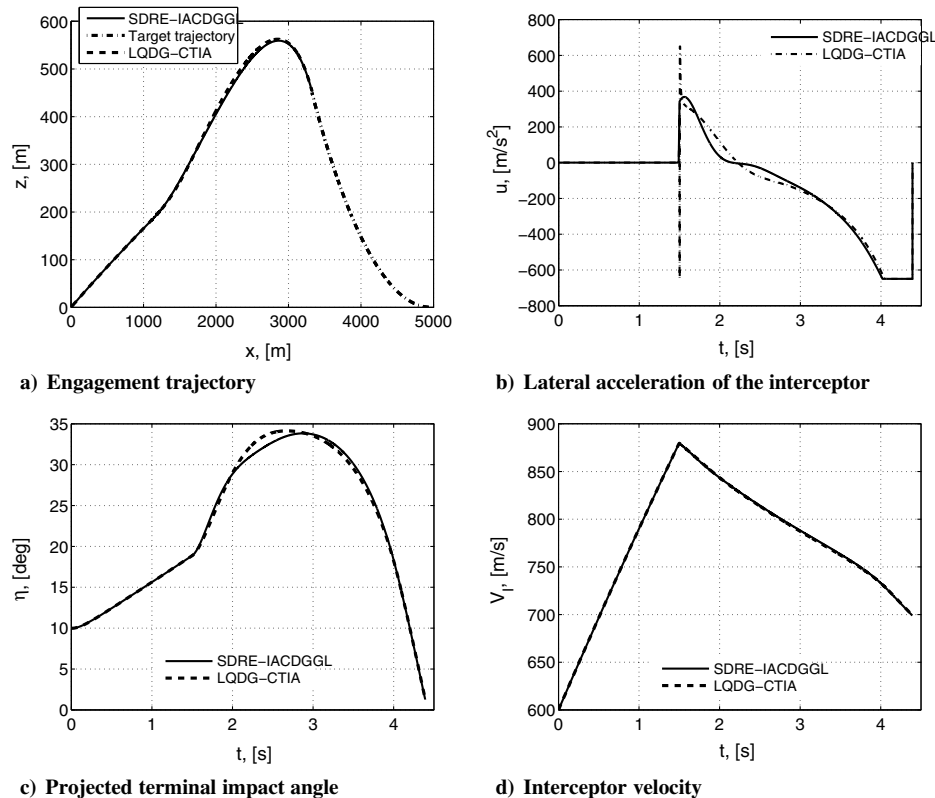 600
500
400
300
200
100
0
0 1000 2000 3000 4000 5000
z, [m]
x, [m]
SDRE−IACDGGL
Target trajectory
LQDG−CTIA
a) Engagement trajectory
800
600
400
200
0
−200
−400
−600
−800
0 1 2 3 4
u, [m/s²]
t, [s]
SDRE−IACDGGL
LQDG−CTIA
b) Lateral acceleration of the interceptor
35
30
25
20
15
10
5
0
0 1 2 3 4
η, [deg]
t, [s]
SDRE−IACDGGL
LQDG−CTIA
c) Projected terminal impact angle
900
850
800
750
700
650
600
0 1 2 3 4
V_I, [m/s]
t, [s]
SDRE−IACDGGL
LQDG−CTIA
d) Interceptor velocity